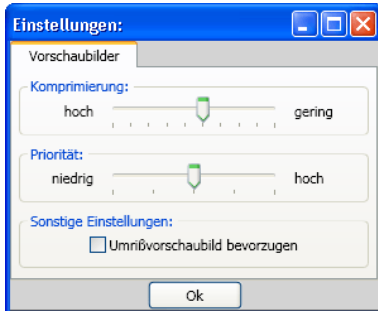 Einstellungen:
Vorschaubilder
Komprimierung:
hoch gering
Priorität:
niedrig hoch
Sonstige Einstellungen:
Umrißvorschaubild bevorzugen
Ok